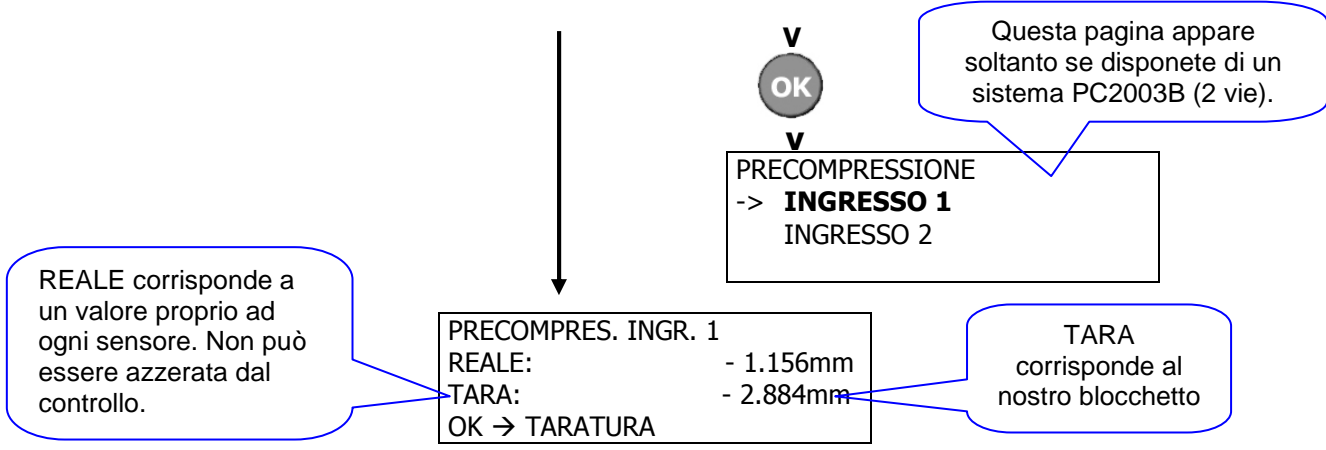 v
OK
v
Questa pagina appare
soltanto se disponete di un
sistema PC2003B (2 vie).
PRECOMPRESSIONE
-> INGRESSO 1
INGRESSO 2
REALE corrisponde a
un valore proprio ad
ogni sensore. Non può
essere azzerata dal
controllo.
PRECOMPRES. INGR. 1
REALE: - 1.156mm
TARA: - 2.884mm
OK → TARATURA
TARA
corrisponde al
nostro blocchetto